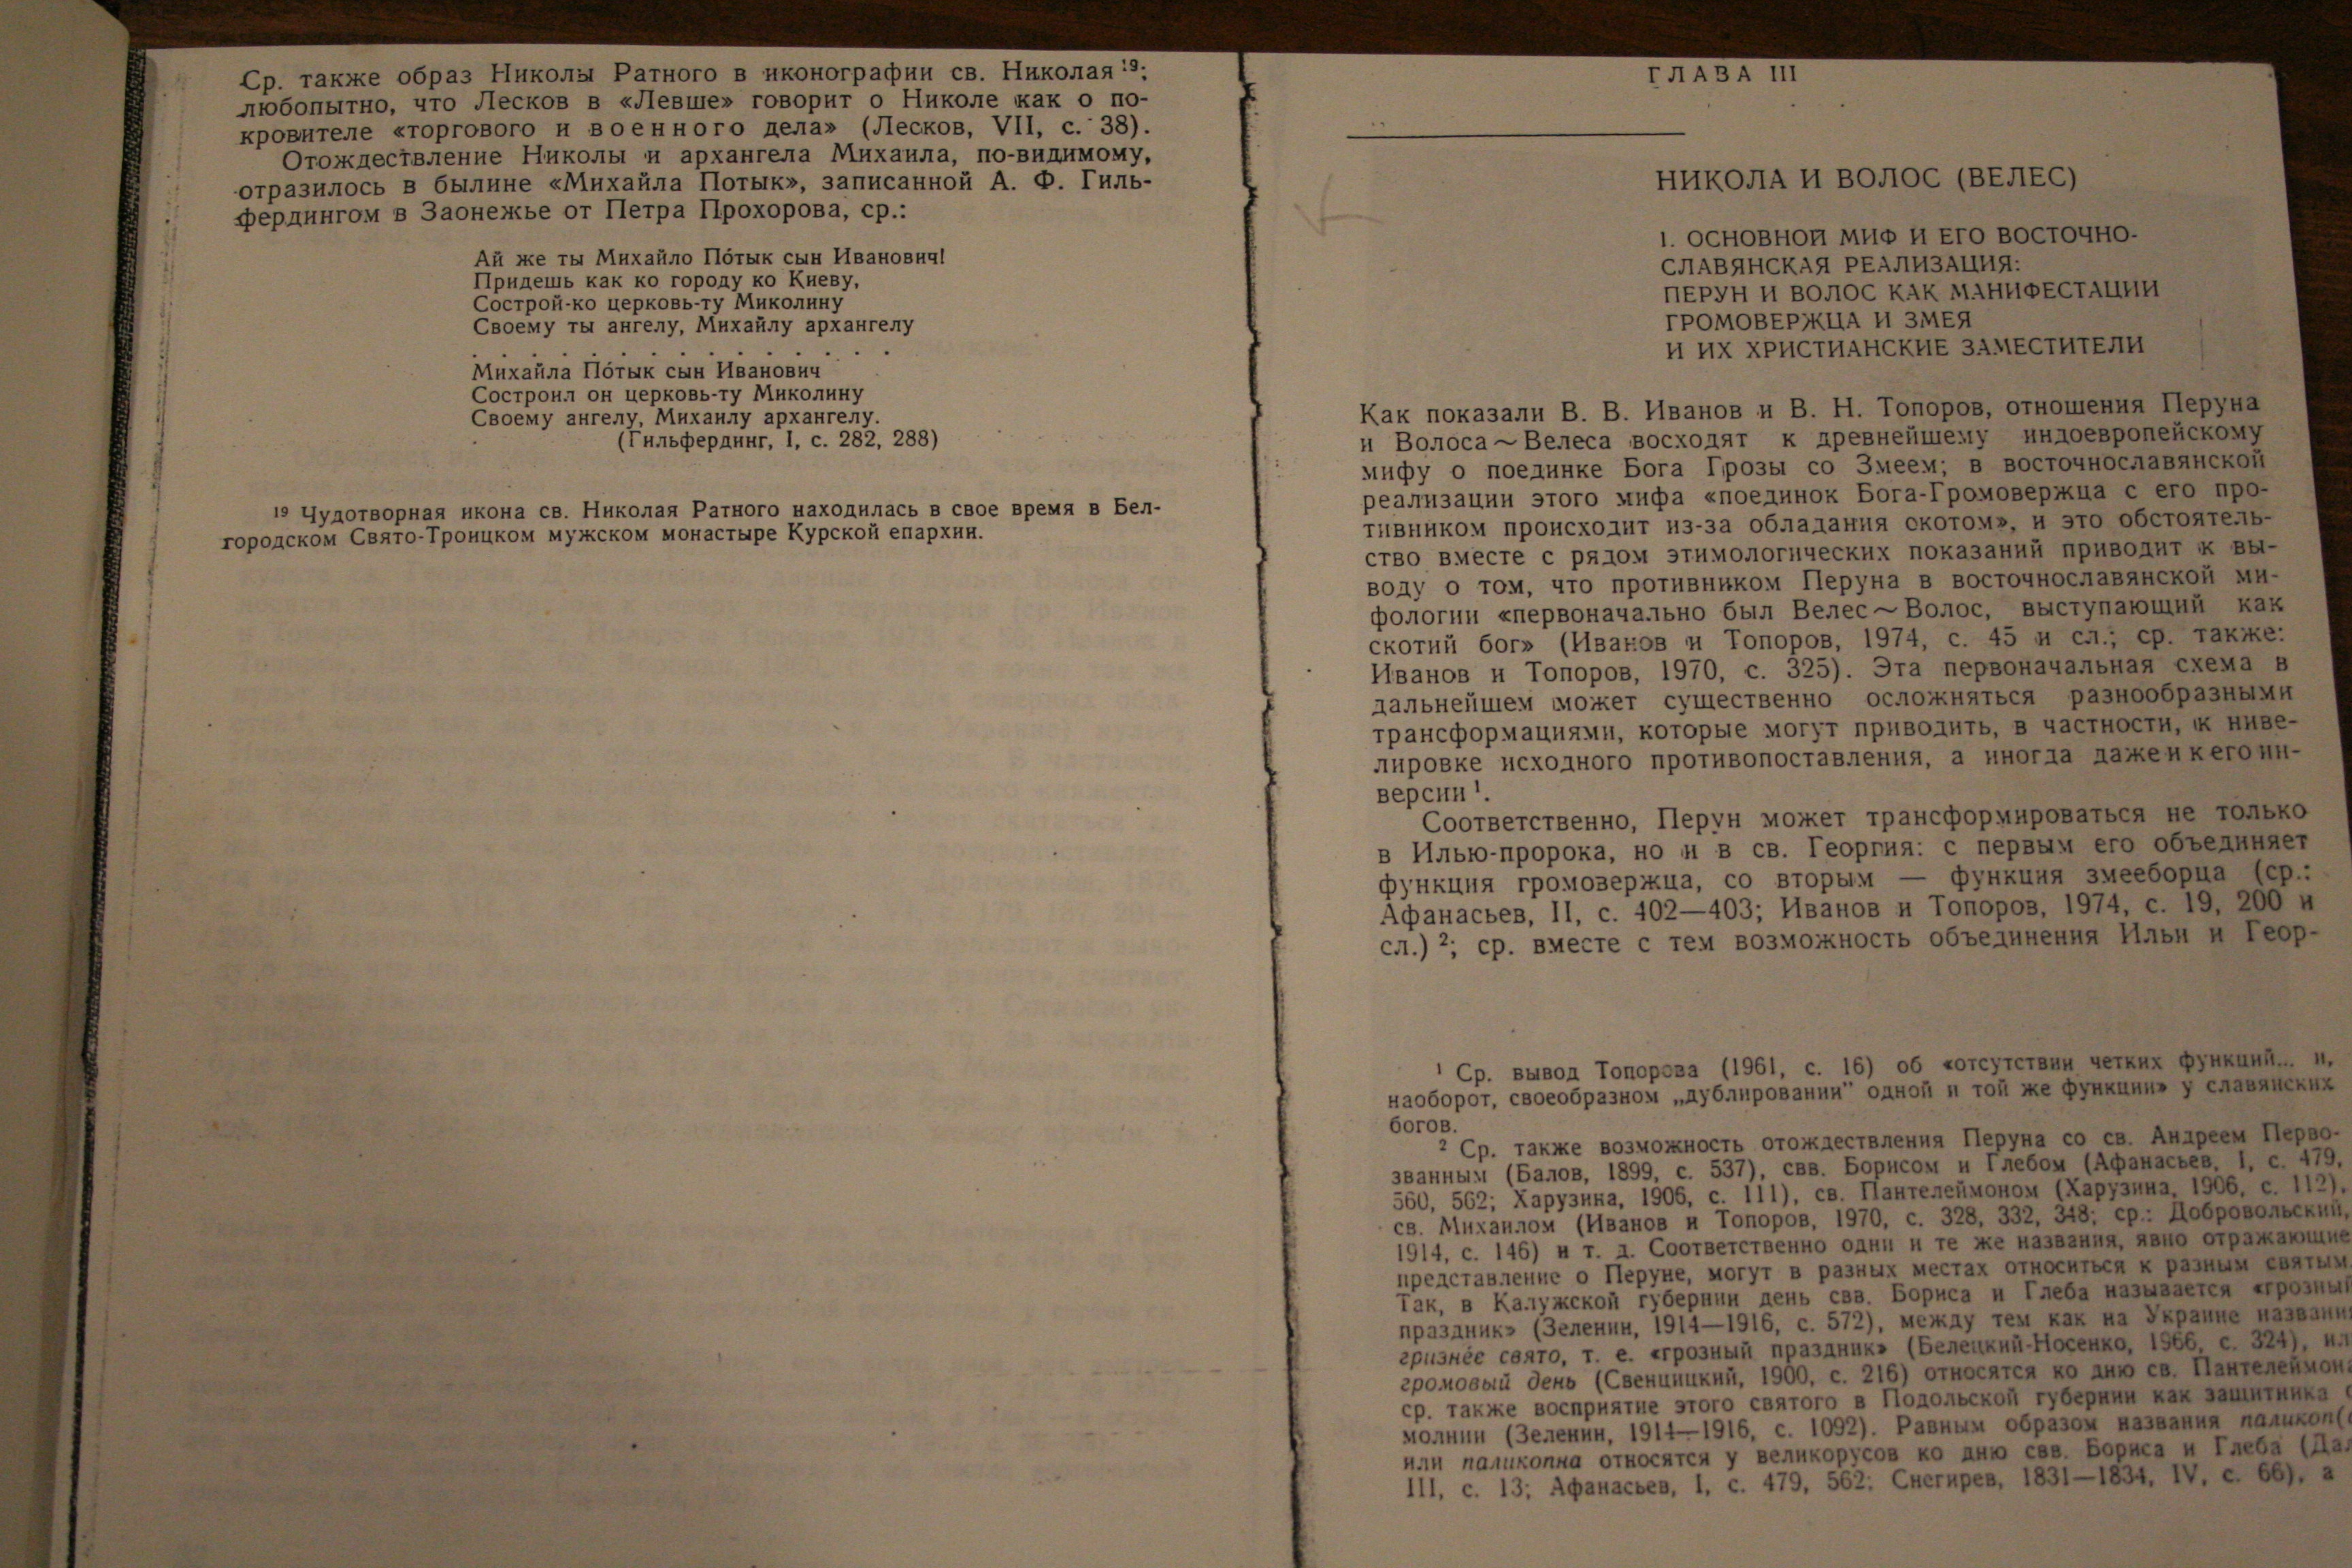 Ср. также образ Николы Ратного в иконографии св. Николая ¹⁹;
любопытно, что Лесков в «Левше» говорит о Николе как о по-
кровителе «торгового и военного дела» (Лесков, VII, с. 38).
Отождествление Николы и архангела Михаила, по-видимому,
отразилось в былине «Михайла Потык», записанной А. Ф. Гиль-
фердингом в Заонежье от Петра Прохорова, ср.:
Ай же ты Михайло По́тык сын Иванович!
Придешь как ко городу ко Киеву,
Сострой-ко церковь-ту Миколину
Своему ты ангелу, Михайлу архангелу
. . . . . . . . . . . . . . .
Михайла По́тык сын Иванович
Состроил он церковь-ту Миколину
Своему ангелу, Михаилу архангелу.
(Гильфердинг, I, с. 282, 288)
¹⁹ Чудотворная икона св. Николая Ратного находилась в свое время в Бел-
городском Свято-Троицком мужском монастыре Курской епархии.
ГЛАВА III
НИКОЛА И ВОЛОС (ВЕЛЕС)
1. ОСНОВНОЙ МИФ И ЕГО ВОСТОЧНО-
СЛАВЯНСКАЯ РЕАЛИЗАЦИЯ:
ПЕРУН И ВОЛОС КАК МАНИФЕСТАЦИИ
ГРОМОВЕРЖЦА И ЗМЕЯ
И ИХ ХРИСТИАНСКИЕ ЗАМЕСТИТЕЛИ
Как показали В. В. Иванов и В. Н. Топоров, отношения Перуна
и Волоса ~ Велеса восходят к древнейшему индоевропейскому
мифу о поединке Бога Грозы со Змеем; в восточнославянской
реализации этого мифа «поединок Бога-Громовержца с его про-
тивником происходит из-за обладания скотом», и это обстоятель-
ство вместе с рядом этимологических показаний приводит к вы-
воду о том, что противником Перуна в восточнославянской ми-
фологии «первоначально был Велес ~ Волос, выступающий как
скотий бог» (Иванов и Топоров, 1974, с. 45 и сл.; ср. также:
Иванов и Топоров, 1970, с. 325). Эта первоначальная схема в
дальнейшем может существенно осложняться разнообразными
трансформациями, которые могут приводить, в частности, к ниве-
лировке исходного противопоставления, а иногда даже и к его ин-
версии ¹.
Соответственно, Перун может трансформироваться не только
в Илью-пророка, но и в св. Георгия: с первым его объединяет
функция громовержца, со вторым — функция змееборца (ср.:
Афанасьев, II, с. 402—403; Иванов и Топоров, 1974, с. 19, 200 и
сл.) ²; ср. вместе с тем возможность объединения Ильи и Геор-
¹ Ср. вывод Топорова (1961, с. 16) об «отсутствии четких функций... и,
наоборот, своеобразном „дублировании" одной и той же функции» у славянских
богов.
² Ср. также возможность отождествления Перуна со св. Андреем Перво-
званным (Балов, 1899, с. 537), свв. Борисом и Глебом (Афанасьев, I, с. 479,
560, 562; Харузина, 1906, с. 111), св. Пантелеймоном (Харузина, 1906, с. 112),
св. Михаилом (Иванов и Топоров, 1970, с. 328, 332, 348; ср.: Добровольский,
1914, с. 146) и т. д. Соответственно одни и те же названия, явно отражающие
представление о Перуне, могут в разных местах относиться к разным святым.
Так, в Калужской губернии день свв. Бориса и Глеба называется «грозный
праздник» (Зеленин, 1914—1916, с. 572), между тем как на Украине названи
гризнéе свято, т. е. «грозный праздник» (Белецкий-Носенко, 1966, с. 324), ил
громовый день (Свенцицкий, 1900, с. 216) относятся ко дню св. Пантелеймона
ср. также восприятие этого святого в Подольской губернии как защитника
молнии (Зеленин, 1914—1916, с. 1092). Равным образом названия паликоп(
или паликопна относятся у великорусов ко дню свв. Бориса и Глеба (Дал
III, с. 13; Афанасьев, I, с. 479, 562; Снегирев, 1831—1834, IV, с. 66), а